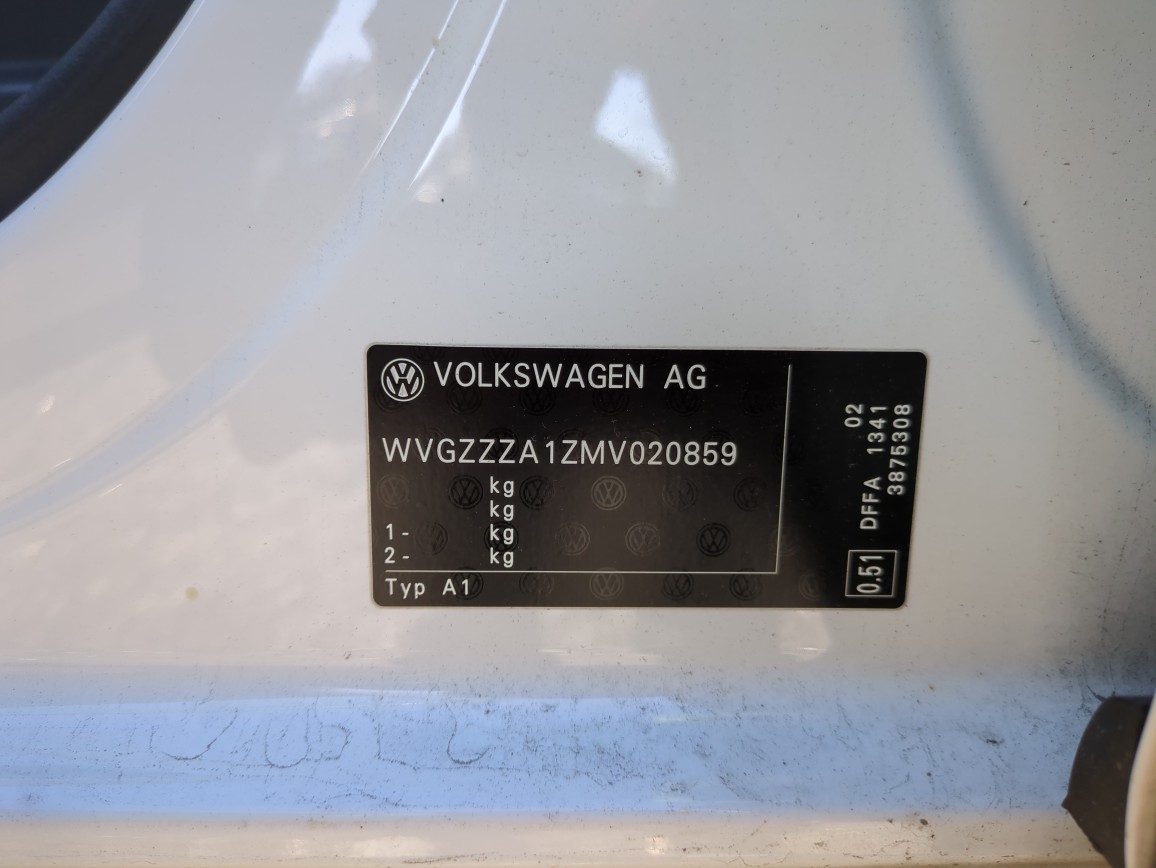 VOLKSWAGEN AG
WVGZZZA1ZMV020859
kg
kg
1- kg
2- kg
Typ A1
02
DFFA 1341
3875308
0,51